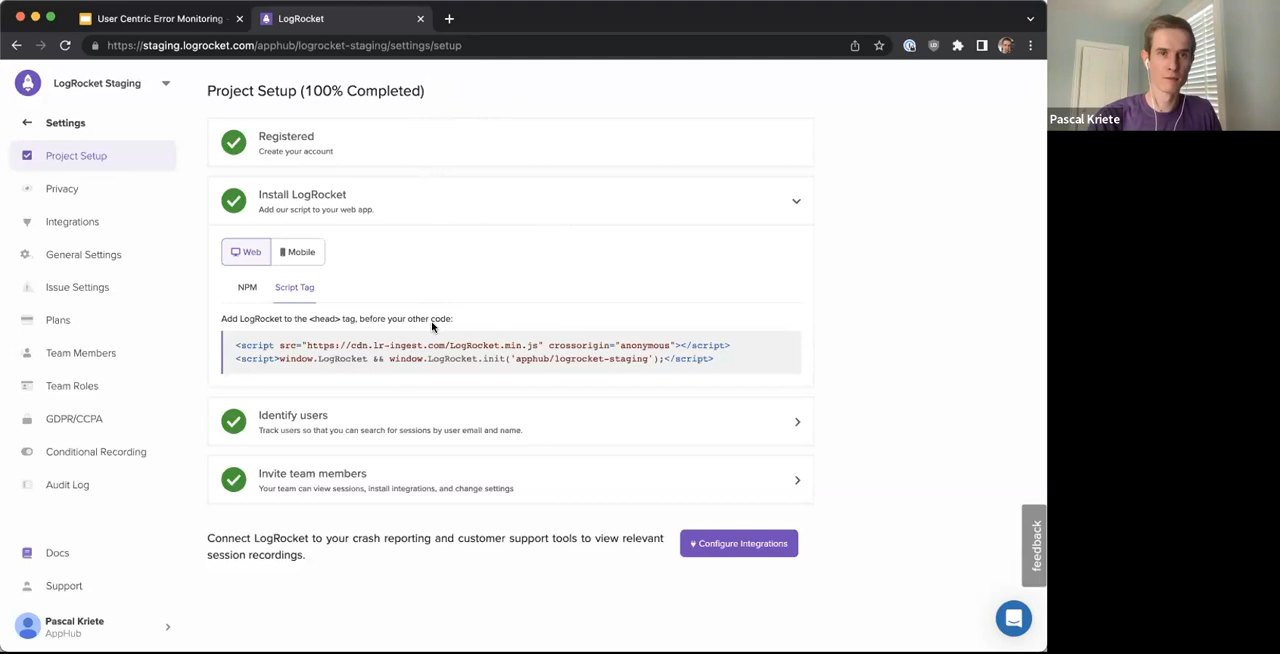 User Centric Error Monitoring
LogRocket
https://staging.logrocket.com/apphub/logrocket-staging/settings/setup
LogRocket Staging
Settings
Project Setup
Privacy
Integrations
General Settings
Issue Settings
Plans
Team Members
Team Roles
GDPR/CCPA
Conditional Recording
Audit Log
Docs
Support
Pascal Kriete
AppHub
Project Setup (100% Completed)
Registered
Create your account
Install LogRocket
Add our script to your web app.
Web
Mobile
NPM
Script Tag
Add LogRocket to the <head> tag, before your other code:
<script src="https://cdn.lr-ingest.com/LogRocket.min.js" crossorigin="anonymous"></script>
<script>window.LogRocket && window.LogRocket.init('apphub/logrocket-staging');</script>
Identify users
Track users so that you can search for sessions by user email and name.
Invite team members
Your team can view sessions, install integrations, and change settings
Connect LogRocket to your crash reporting and customer support tools to view relevant
session recordings.
Configure Integrations
feedback
Pascal Kriete